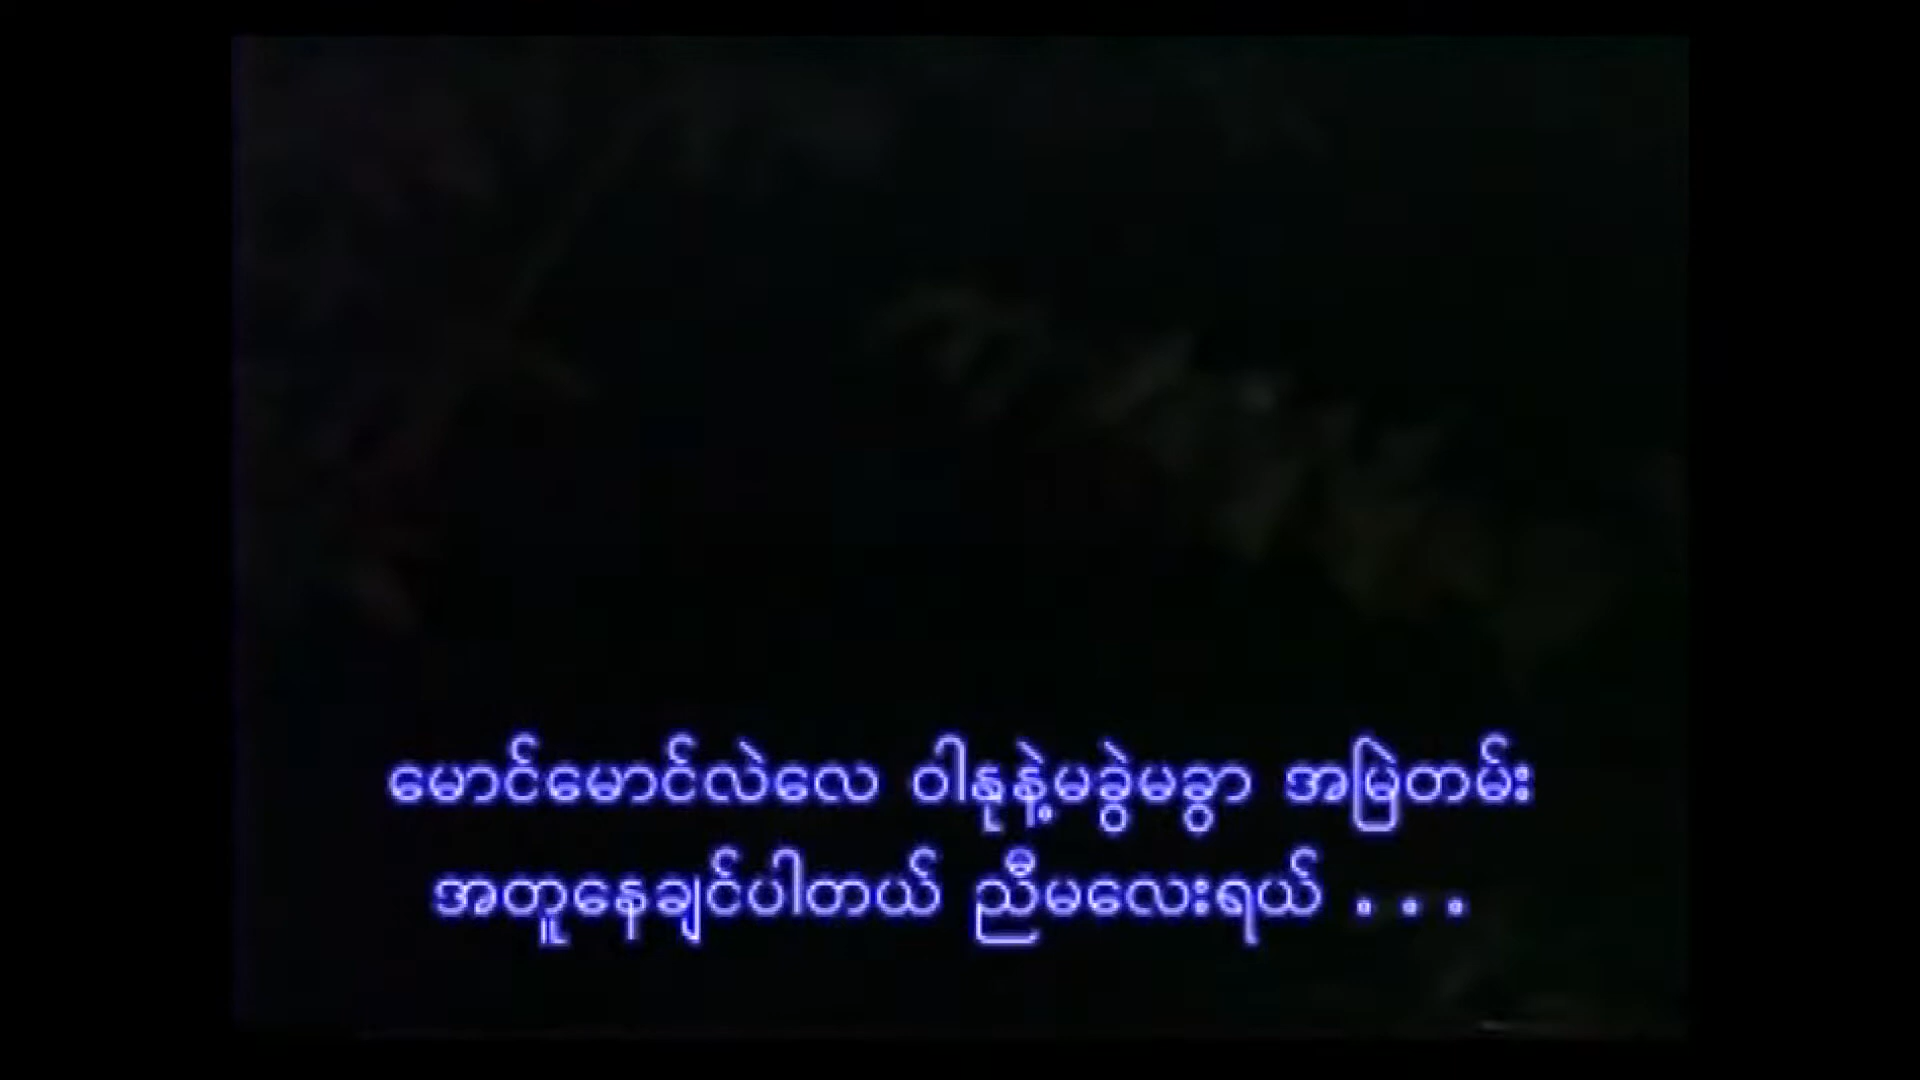 မောင်မောင်လဲလေ ဝါနုနဲ့မခွဲမခွာ အမြဲတမ်း
အတူနေချင်ပါတယ် ညီမလေးရယ် . . .